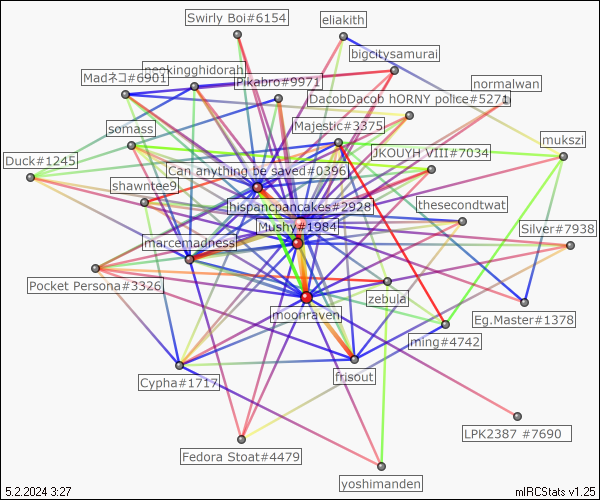 Swirly Boi#6154
eliakith
bigcitysamurai
pookingghidorah
Madネコ#6901
Pikabro#9971
normalwan
DacobDacob hORNY police#5271
Majestic#3375
somass
mukszi
JKOUYH VIII#7034
Duck#1245
Can anything be saved#0396
shawntee9
hispancpancakes#2928
thesecondtwat
Mushy#1984
Silver#7938
marcemadness
Pocket Persona#3326
zebula
moonraven
Eg.Master#1378
ming#4742
Cypha#1717
frisout
LPK2387 #7690
Fedora Stoat#4479
yoshimanden
5.2.2024 3:27
mIRCStats v1.25